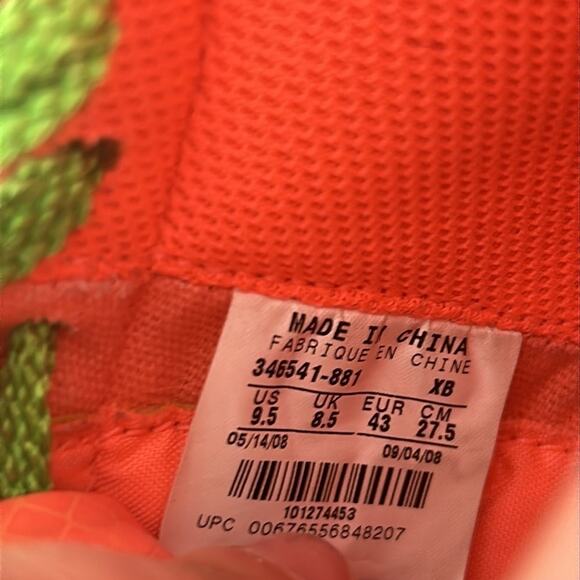 MADE IN CHINA
FABRIQUE EN CHINE
346541-881 XB
US UK EUR CM
9.5 8.5 43 27.5
05/14/08 09/04/08
101274453
UPC 00676556848207